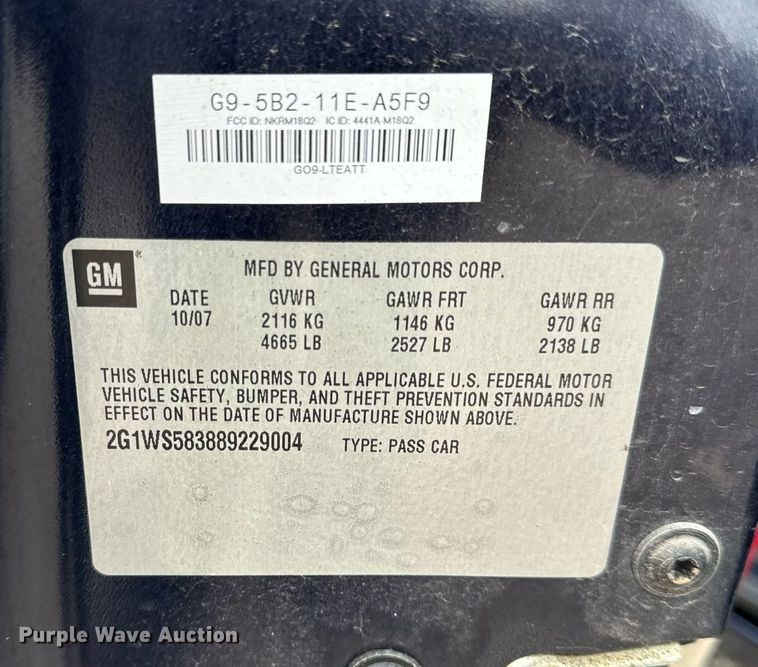 G9-5B2-11E-A5F9
FCC ID: NKRM18Q2 IC ID: 4441A-M18Q2
GO9-LTEATT
GM®
MFD BY GENERAL MOTORS CORP.
DATE GVWR GAWR FRT GAWR RR
10/07 2116 KG 1146 KG 970 KG
4665 LB 2527 LB 2138 LB
THIS VEHICLE CONFORMS TO ALL APPLICABLE U.S. FEDERAL MOTOR
VEHICLE SAFETY, BUMPER, AND THEFT PREVENTION STANDARDS IN
EFFECT ON THE DATE OF MANUFACTURE SHOWN ABOVE.
2G1WS583889229004 TYPE: PASS CAR
Purple Wave Auction